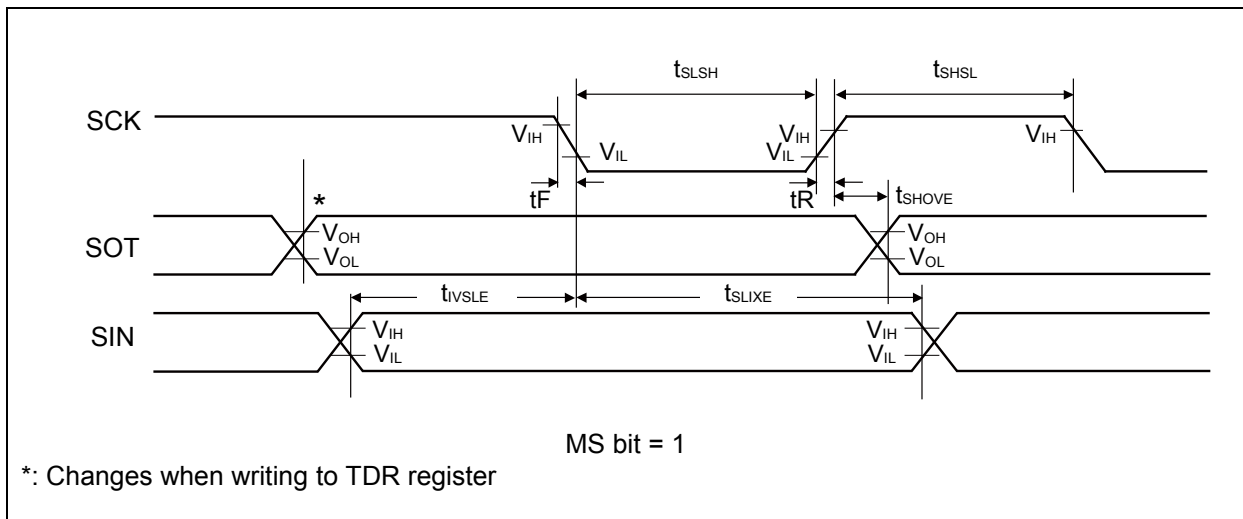 tSLSH tSHSL
SCK VIH VIL VIH VIL VIH
tF tR tSHOVE
* 
SOT VOH VOL VOH VOL
tIVSLE tSLIXE
SIN VIH VIL VIH VIL
MS bit = 1
*: Changes when writing to TDR register